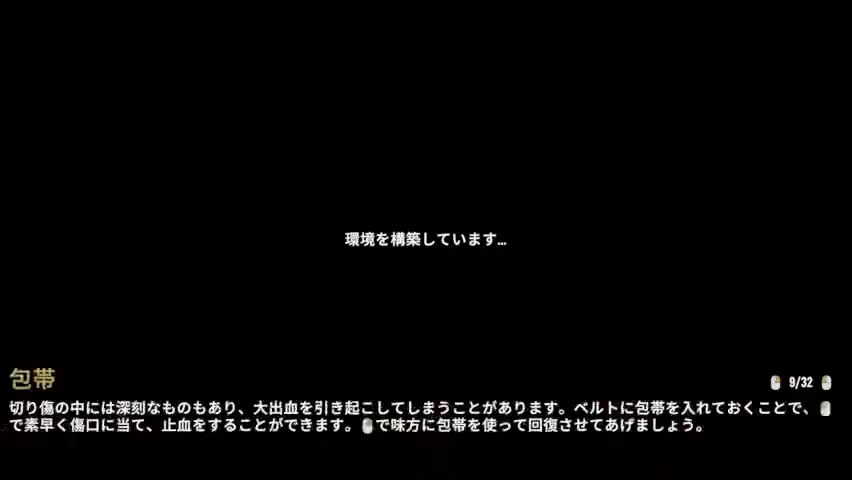 環境を構築しています...
包帯
9/32
切り傷の中には深刻なものもあり、大出血を引き起こしてしまうことがあります。ベルトに包帯を入れておくことで、
で素早く傷口に当て、止血をすることができます。で味方に包帯を使って回復させてあげましょう。